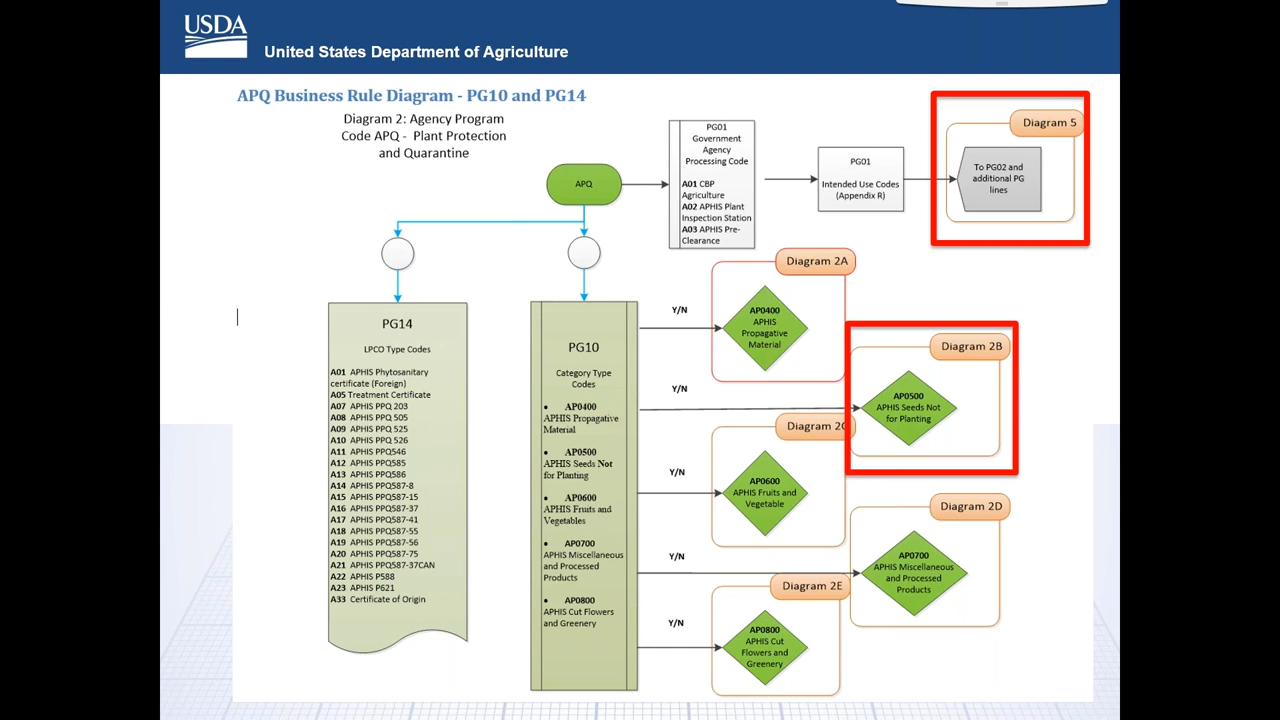 USDA
United States Department of Agriculture
APQ Business Rule Diagram - PG10 and PG14
Diagram 2: Agency Program
Code APQ - Plant Protection
and Quarantine
APQ
PG01
Government
Agency
Processing Code
A01 CBP
Agriculture
A02 APHIS Plant
Inspection Station
A03 APHIS Pre-
Clearance
PG01
Intended Use Codes
(Appendix R)
Diagram 5
To PG02 and
additional PG
lines
PG14
LPCO Type Codes
A01 APHIS Phytosanitary
certificate (Foreign)
A05 Treatment Certificate
A07 APHIS PPQ 203
A08 APHIS PPQ 505
A09 APHIS PPQ 525
A10 APHIS PPQ 526
A11 APHIS PPQ546
A12 APHIS PPQ585
A13 APHIS PPQ586
A14 APHIS PPQ587-8
A15 APHIS PPQ587-15
A16 APHIS PPQ587-37
A17 APHIS PPQ587-41
A18 APHIS PPQ587-55
A19 APHIS PPQ587-56
A20 APHIS PPQ587-75
A21 APHIS PPQ587-37CAN
A22 APHIS P588
A23 APHIS P621
A33 Certificate of Origin
PG10
Category Type
Codes
• AP0400
APHIS Propagative
Material
• AP0500
APHIS Seeds Not
for Planting
• AP0600
APHIS Fruits and
Vegetables
• AP0700
APHIS Miscellaneous
and Processed
Products
• AP0800
APHIS Cut Flowers
and Greenery
Y/N
Diagram 2A
AP0400
APHIS
Propagative
Material
Y/N
Diagram 2B
AP0500
APHIS Seeds Not
for Planting
Y/N
Diagram 2C
AP0600
APHIS Fruits and
Vegetable
Y/N
Diagram 2D
AP0700
APHIS Miscellaneous
and Processed
Products
Y/N
Diagram 2E
AP0800
APHIS Cut
Flowers and
Greenery